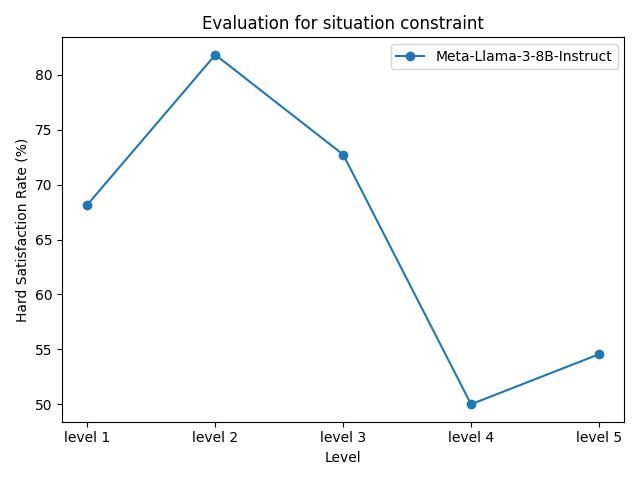 Evaluation for situation constraint
Meta-Llama-3-8B-Instruct
Hard Satisfaction Rate (%)
80
75
70
65
60
55
50
level 1
level 2
level 3
level 4
level 5
Level